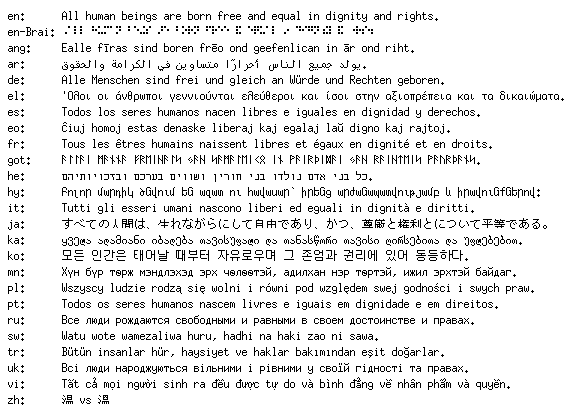 en: All human beings are born free and equal in dignity and rights.
en-Brai:
ang: Ealle fīras sind boren frēo ond geefenlican in ār ond riht.
ar: يولد جميع الناس أحرارًا متساوين في الكرامة والحقوق.
de: Alle Menschen sind frei und gleich an Würde und Rechten geboren.
el: Όλοι οι άνθρωποι γεννιούνται ελεύθεροι και ίσοι στην αξιοπρέπεια και τα δικαιώματα.
es: Todos los seres humanos nacen libres e iguales en dignidad y derechos.
eo: Ĉiuj homoj estas denaske liberaj kaj egalaj laŭ digno kaj rajtoj.
fr: Tous les êtres humains naissent libres et égaux en dignité et en droits.
got:
he: כל בני אדם נולדו בני חורין ושווים בערכם ובזכויותיהם.
hy: Բոլոր մարդիկ ծնվում են ազատ ու հավասար՝ իրենց արժանապատվությամբ և իրավունքներով:
it: Tutti gli esseri umani nascono liberi ed eguali in dignità e diritti.
ja: すべての人間は、生れながらにして自由であり、かつ、尊厳と権利とについて平等である。
ka: ყველა ადამიანი იბადება თავისუფალი და თანასწორი თავისი ღირსებითა და უფლებებით.
ko: 모든 인간은 태어날 때부터 자유로우며 그 존엄과 권리에 있어 동등하다.
mn: Хүн бүр төрж мэндлэхэд эрх чөлөөтэй, адилхан нэр төртэй, ижил эрхтэй байдаг.
pl: Wszyscy ludzie rodzą się wolni i równi pod względem swej godności i swych praw.
pt: Todos os seres humanos nascem livres e iguais em dignidade e em direitos.
ru: Все люди рождаются свободными и равными в своем достоинстве и правах.
sw: Watu wote wamezaliwa huru, hadhi na haki zao ni sawa.
tr: Bütün insanlar hür, haysiyet ve haklar bakımından eşit doğarlar.
uk: Всі люди народжуються вільними і рівними у своїй гідності та правах.
vi: Tất cả mọi người sinh ra đều được tự do và bình đẳng về nhân phẩm và quyền.
zh: vs